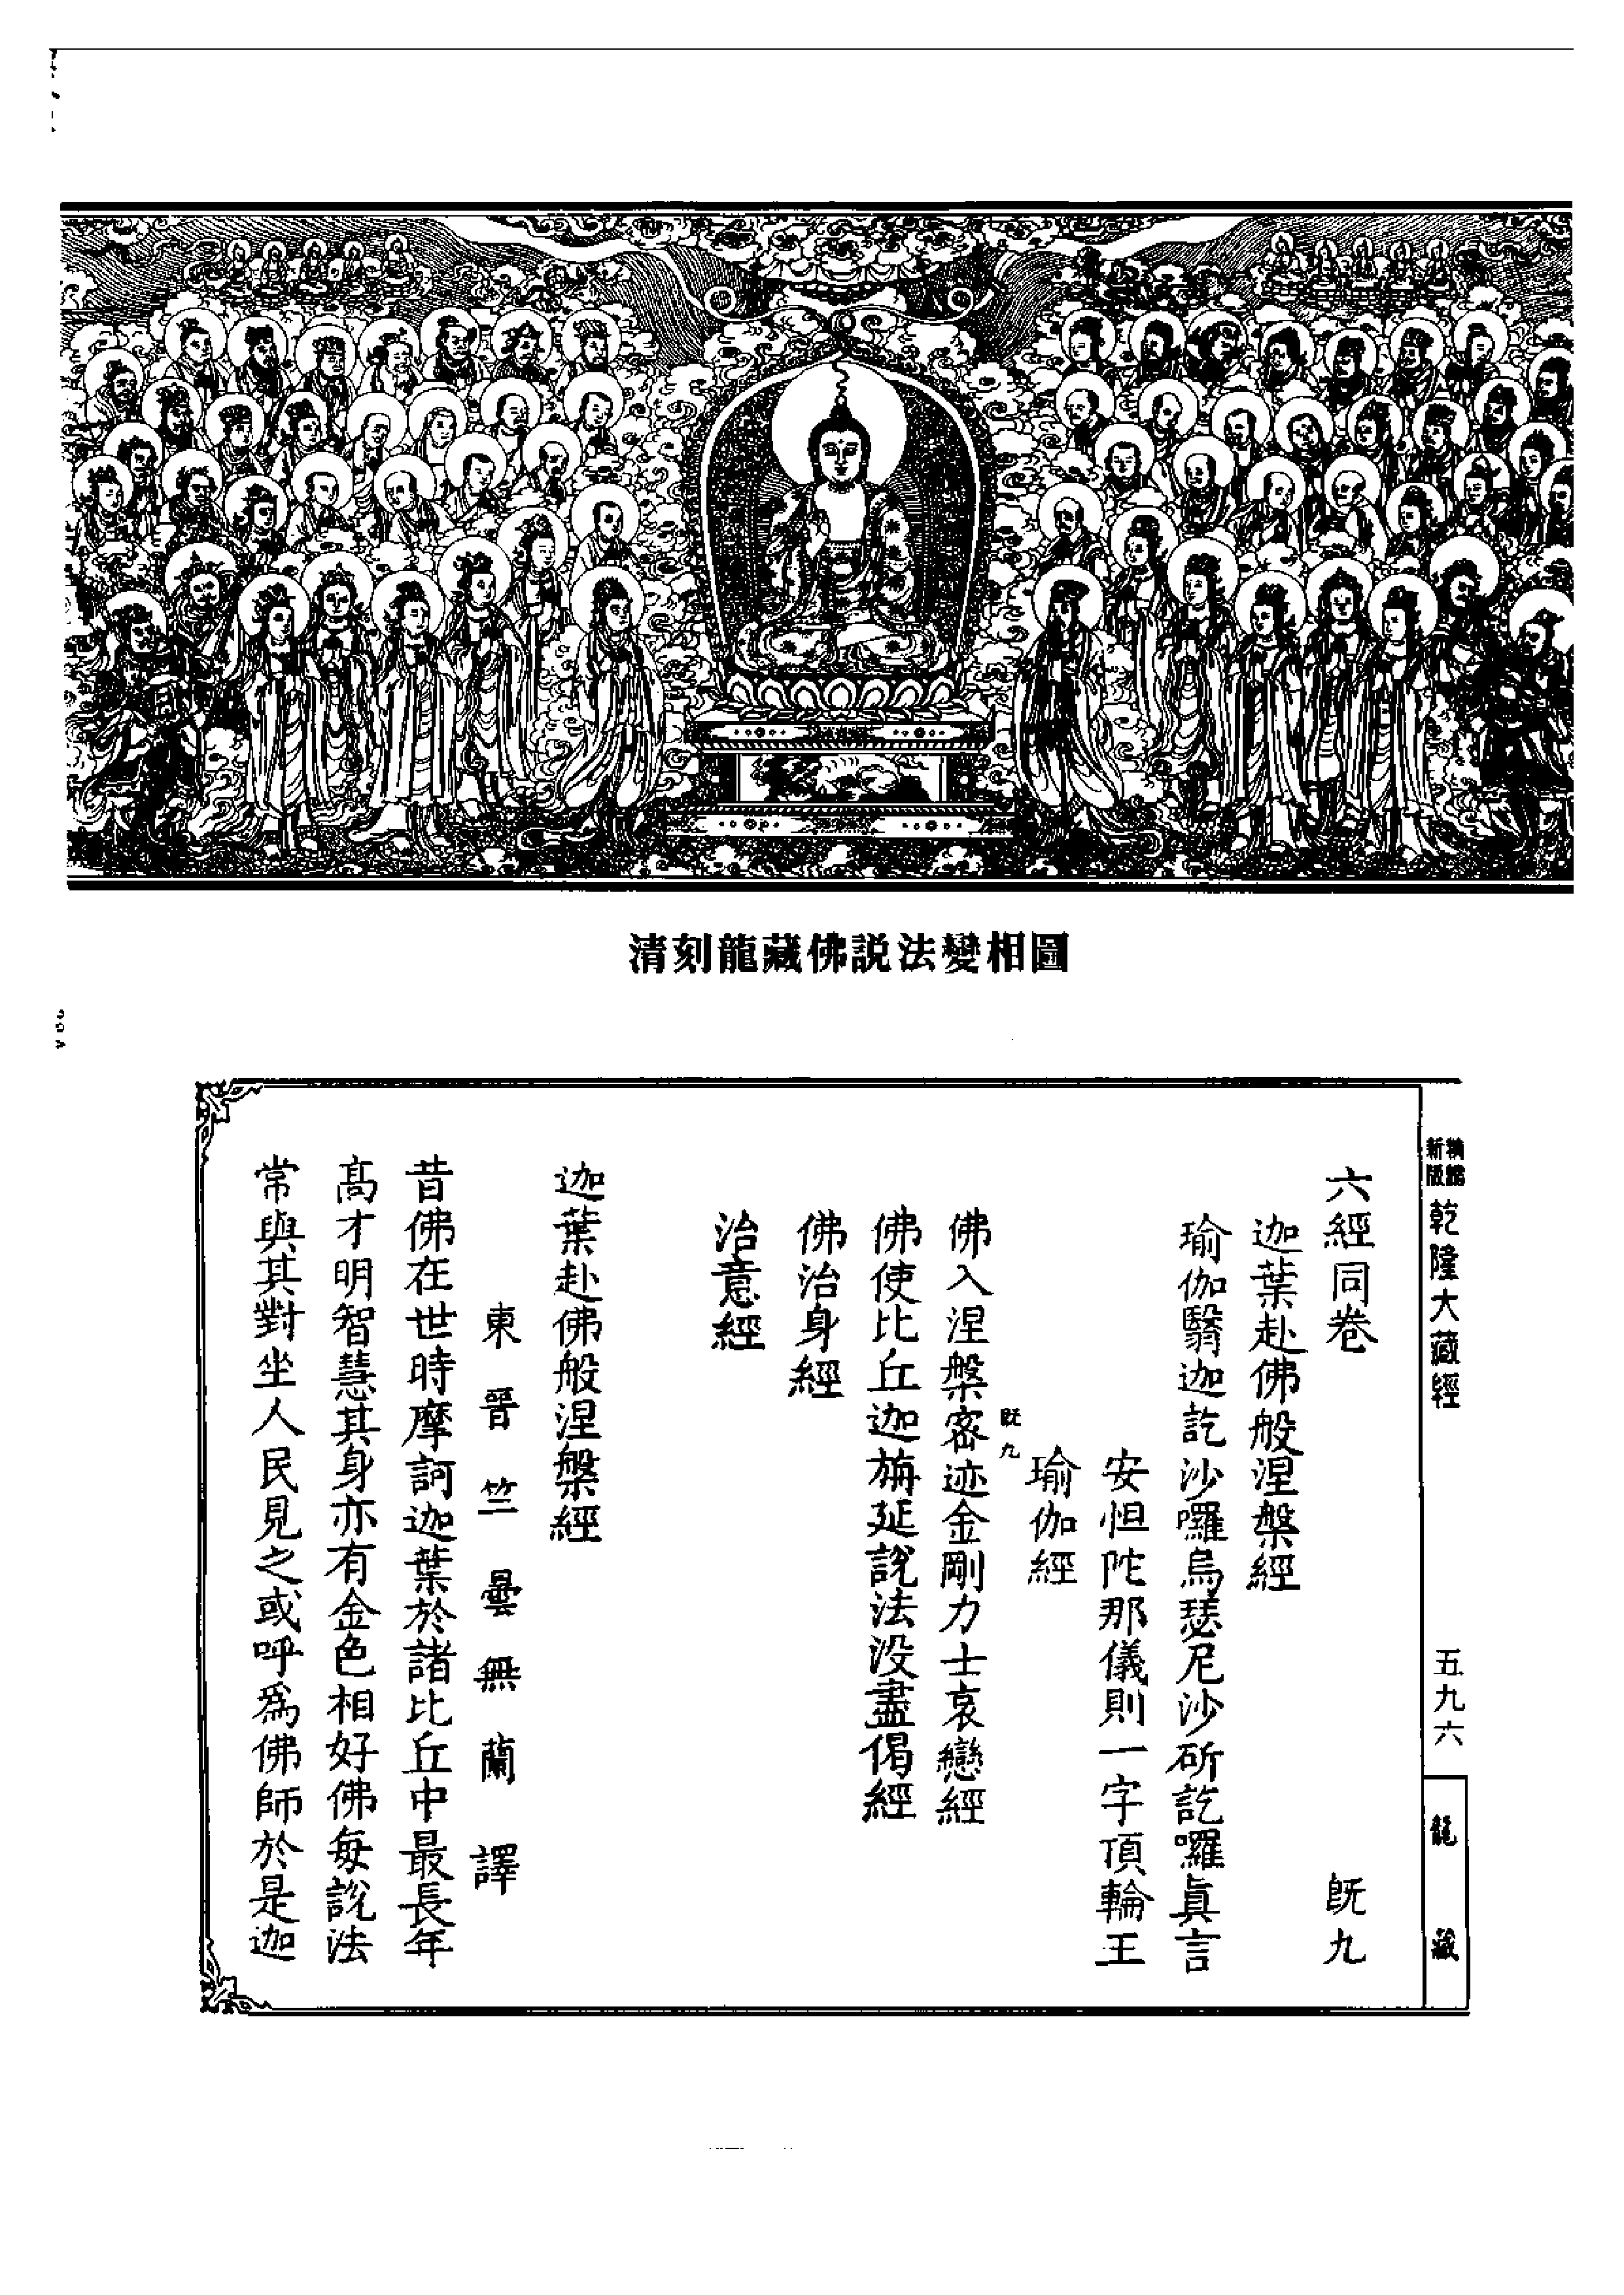 清刻龍藏佛説法變相圖
新版
精縮
乾隆大藏經
五九六
龍藏
六經同卷 旣九
迦葉赴佛般涅槃經
瑜伽翳迦訖沙囉烏瑟尼沙斫訖囉眞言
安怛陀那儀則一字頂輪王
瑜伽經
旣九
佛入涅槃密迹金剛力士哀戀經
佛使比丘迦旃延說法没盡偈經
佛治身經
治意經
迦葉赴佛般涅槃經
東晉竺曇無蘭譯
昔佛在世時摩訶迦葉於諸比丘中最長年
髙才明智慧其身亦有金色相好佛每說法
常與其對坐人民見之或呼爲佛師於是迦